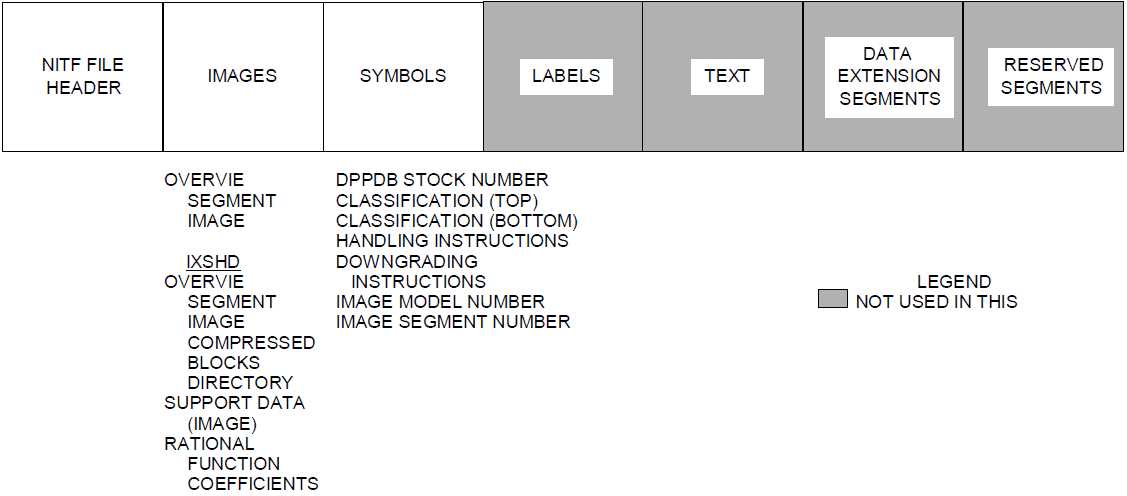 NITF FILE
HEADER
IMAGES
SYMBOLS
LABELS
TEXT
DATA
EXTENSION
SEGMENTS
RESERVED
SEGMENTS
OVERVIE
SEGMENT
IMAGE
IXSHD
OVERVIE
SEGMENT
IMAGE
COMPRESSED
BLOCKS
DIRECTORY
SUPPORT DATA
(IMAGE)
RATIONAL
FUNCTION
COEFFICIENTS
DPPDB STOCK NUMBER
CLASSIFICATION (TOP)
CLASSIFICATION (BOTTOM)
HANDLING INSTRUCTIONS
DOWNGRADING
INSTRUCTIONS
IMAGE MODEL NUMBER
IMAGE SEGMENT NUMBER
LEGEND
NOT USED IN THIS